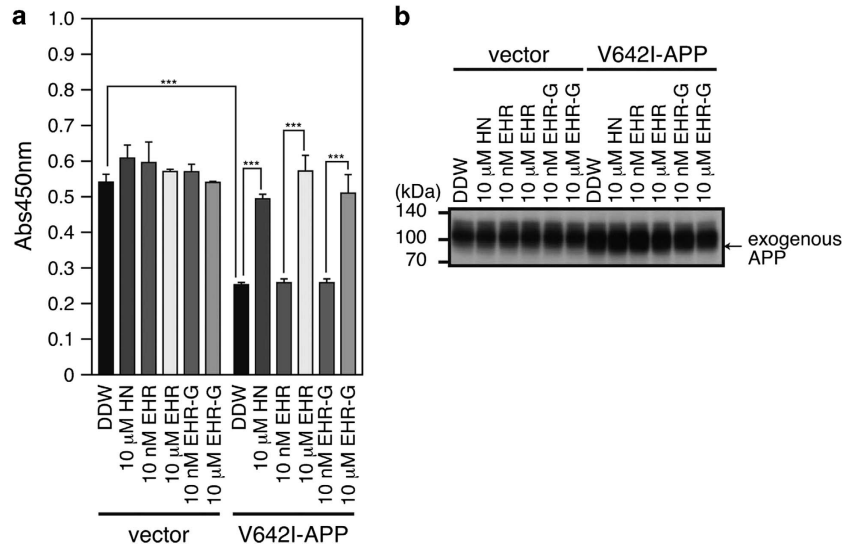 a
1.0
0.9
0.8
0.7
0.6
0.5
0.4
0.3
0.2
0.1
0
Abs450nm
***
***
***
***
DDW
10 µM HN
10 nM EHR
10 µM EHR
10 nM EHR-G
10 µM EHR-G
DDW
10 µM HN
10 nM EHR
10 µM EHR
10 nM EHR-G
10 µM EHR-G
vector
V642I-APP
b
vector
V642I-APP
DDW
10 µM HN
10 nM EHR
10 µM EHR
10 nM EHR-G
10 µM EHR-G
DDW
10 µM HN
10 nM EHR
10 µM EHR
10 nM EHR-G
10 µM EHR-G
(kDa)
140
100
70
exogenous
APP